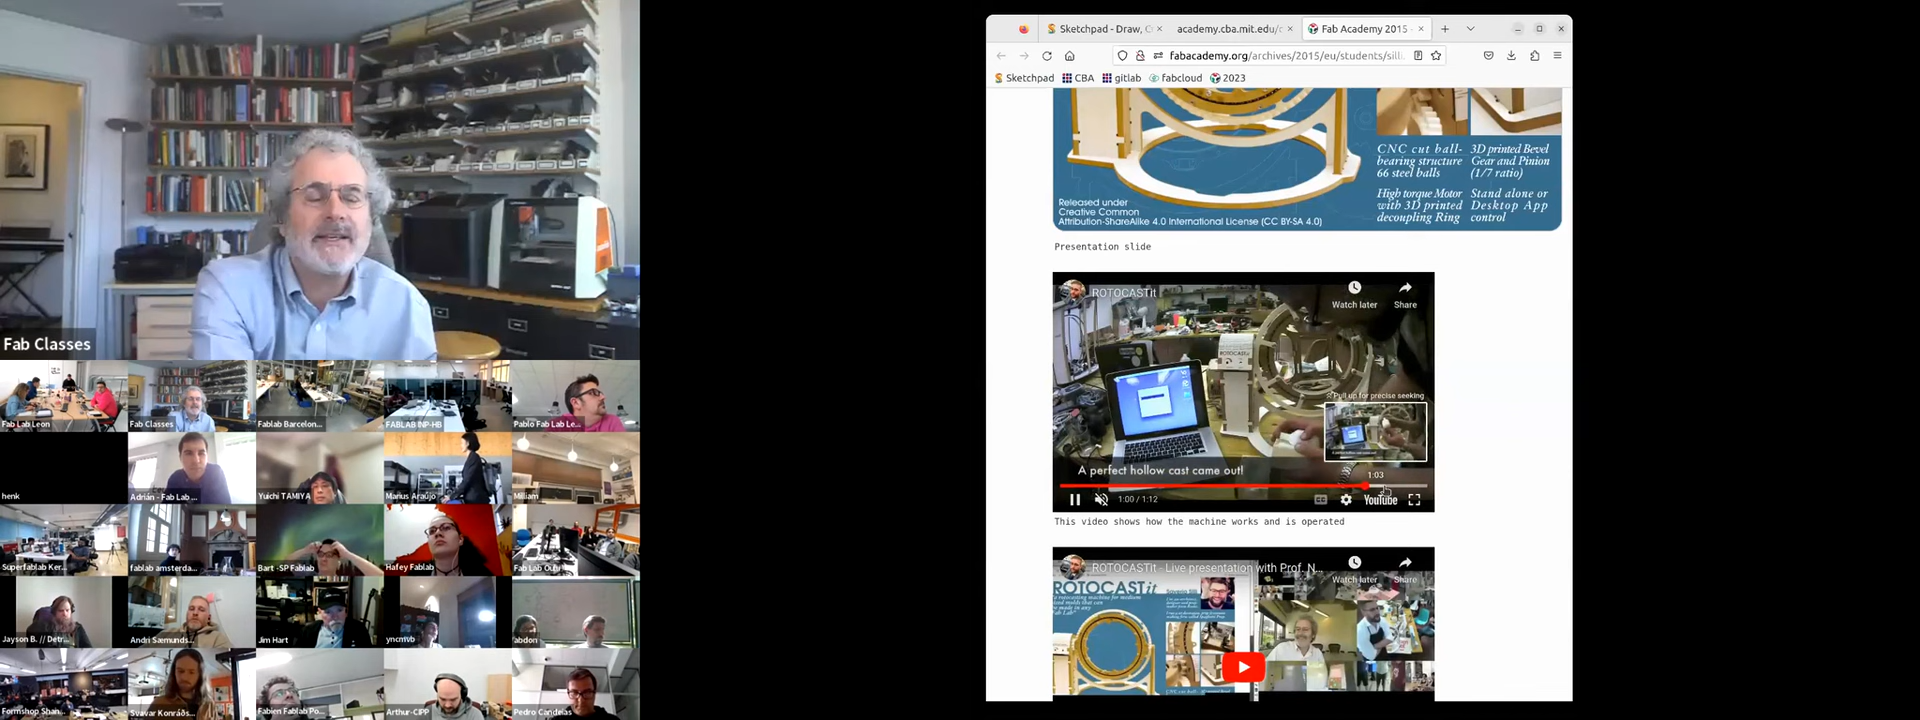 Fab Classes
Fab Lab Leon
Fab Classes
Fablab Barcelon...
FABLAB INP-HB
Pablo Fab Lab Le...
henk
Adrián - Fab Lab ...
Yuichi TAMIYA
Marius Araújo
Miliam
Superfablab Ker...
fablab amsterda...
Bart -SP Fablab
Hafey Fablab
Fab Lab Oulu
Jayson B. // Detr...
Andri Sæmunds...
Jim Hart
yncmvb
abdon
Formshop Shan...
Svavar Konráðs...
Fabien Fablab Po...
Arthur-CIPP
Pedro Candeias
Sketchpad - Draw, C
academy.cba.mit.edu/c
Fab Academy 2015
fabacademy.org/archives/2015/eu/students/silli
Sketchpad CBA gitlab fabcloud 2023
CNC cut ball-
bearing structure
66 steel balls
3D printed Bevel
Gear and Pinion
(1/7 ratio)
High torque Motor
with 3D printed
decoupling Ring
Stand alone or
Desktop App
control
Released under
Creative Common
Attribution-ShareAlike 4.0 International License (CC BY-SA 4.0)
Presentation slide
ROTOCASTit
Watch later
Share
ROTOCASTit
Pull up for precise seeking
A perfect hollow cast came out!
1:03
1:00 / 1:12
CC
YouTube
This video shows how the machine works and is operated
ROTOCASTit - Live presentation with Prof. N...
Watch later
Share
ROTOCASTit